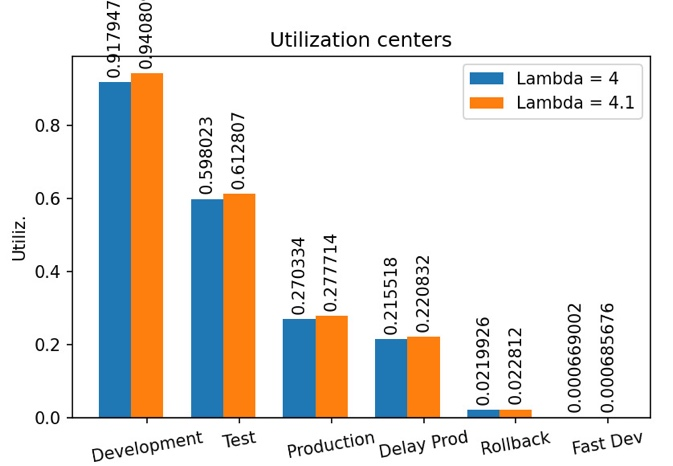 Utilization centers
Lambda = 4
Lambda = 4.1
Utiliz.
0.8
0.6
0.4
0.2
0.0
0.917947
0.94080
0.598023
0.612807
0.270334
0.277714
0.215518
0.220832
0.0219926
0.022812
0.000669002
0.000685676
Development
Test
Production
Delay Prod
Rollback
Fast Dev